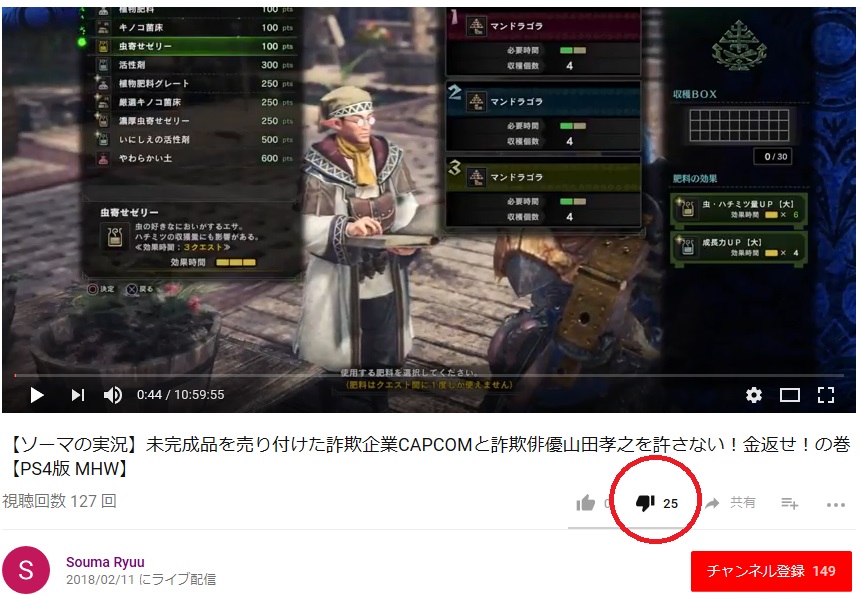 植物肥料 100 pts
キノコ菌床 100 pts
虫寄せゼリー 100 pts
活性剤 300 pts
植物肥料グレート 250 pts
厳選キノコ菌床 250 pts
濃厚虫寄せゼリー 250 pts
いにしえの活性剤 500 pts
やわらかい土 600 pts
虫寄せゼリー
虫の好きなにおいがするエサ。
ハチミツの収獲量にも影響がある。
≪効果時間：３クエスト≫
効果時間
決定 戻る
1 マンドラゴラ
必要時間
収穫個数 4
2 マンドラゴラ
必要時間
収穫個数 4
3 マンドラゴラ
必要時間
収穫個数 4
収穫BOX
0 / 30
肥料の効果
虫・ハチミツ量UP【大】
効果時間 × 6
成長力UP【大】
効果時間 × 4
使用する肥料を選択してください。
（肥料はクエスト間に１度しか使えません）
0:44 / 10:59:55
【ソーマの実況】未完成品を売り付けた詐欺企業CAPCOMと詐欺俳優山田孝之を許さない！金返せ！の巻
【PS4版 MHW】
視聴回数 127 回
25 共有
S
Souma Ryuu
2018/02/11 にライブ配信
チャンネル登録 149